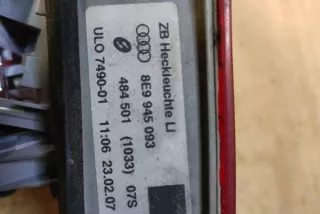 ZB Heckleuchte Li
8E9 945 093
484 501 (1033) 07S
ULO 7490-01 11:06 23.02.07